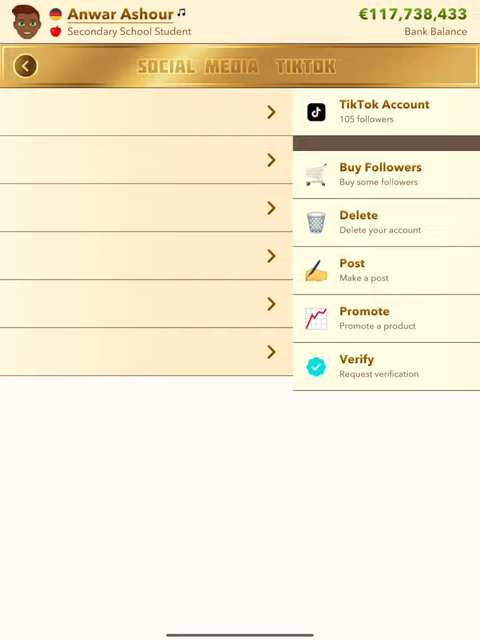 Anwar Ashour
€117,738,433
Secondary School Student
Bank Balance
SOCIAL MEDIA TIKTOK
TikTok Account
105 followers
Buy Followers
Buy some followers
Delete
Delete your account
Post
Make a post
Promote
Promote a product
Verify
Request verification